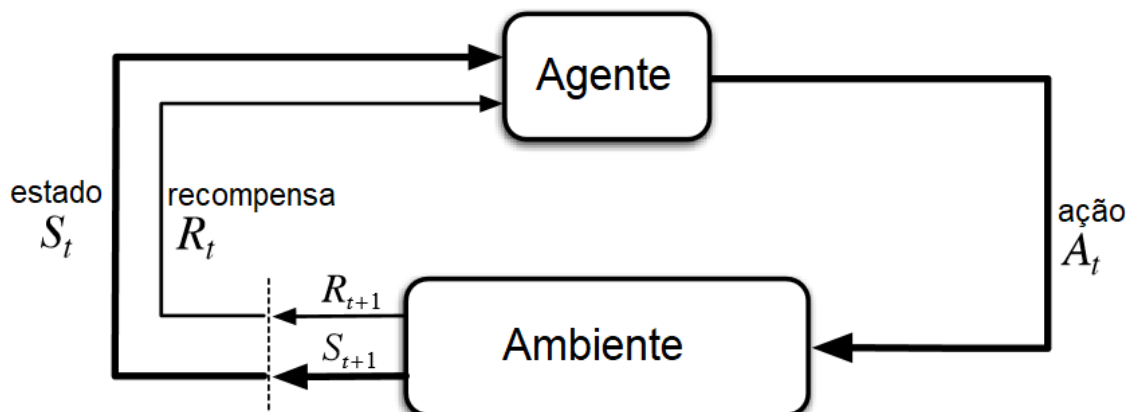 Agente
estado
S_t
recompensa
R_t
ação
A_t
R_{t+1}
S_{t+1}
Ambiente